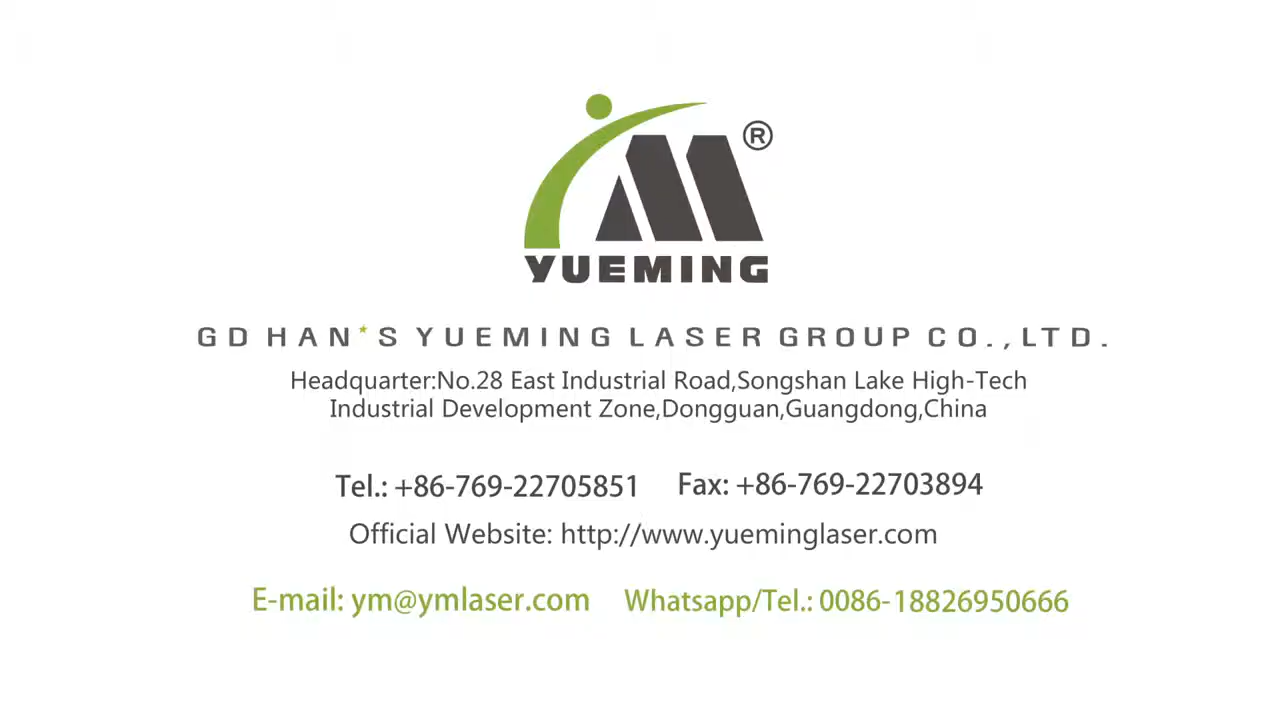 ®
YUEMING
GD HAN★S YUEMING LASER GROUP CO.,LTD.
Headquarter:No.28 East Industrial Road,Songshan Lake High-Tech
Industrial Development Zone,Dongguan,Guangdong,China
Tel.: +86-769-22705851 Fax: +86-769-22703894
Official Website: http://www.yueminglaser.com
E-mail: ym@ymlaser.com Whatsapp/Tel.: 0086-18826950666